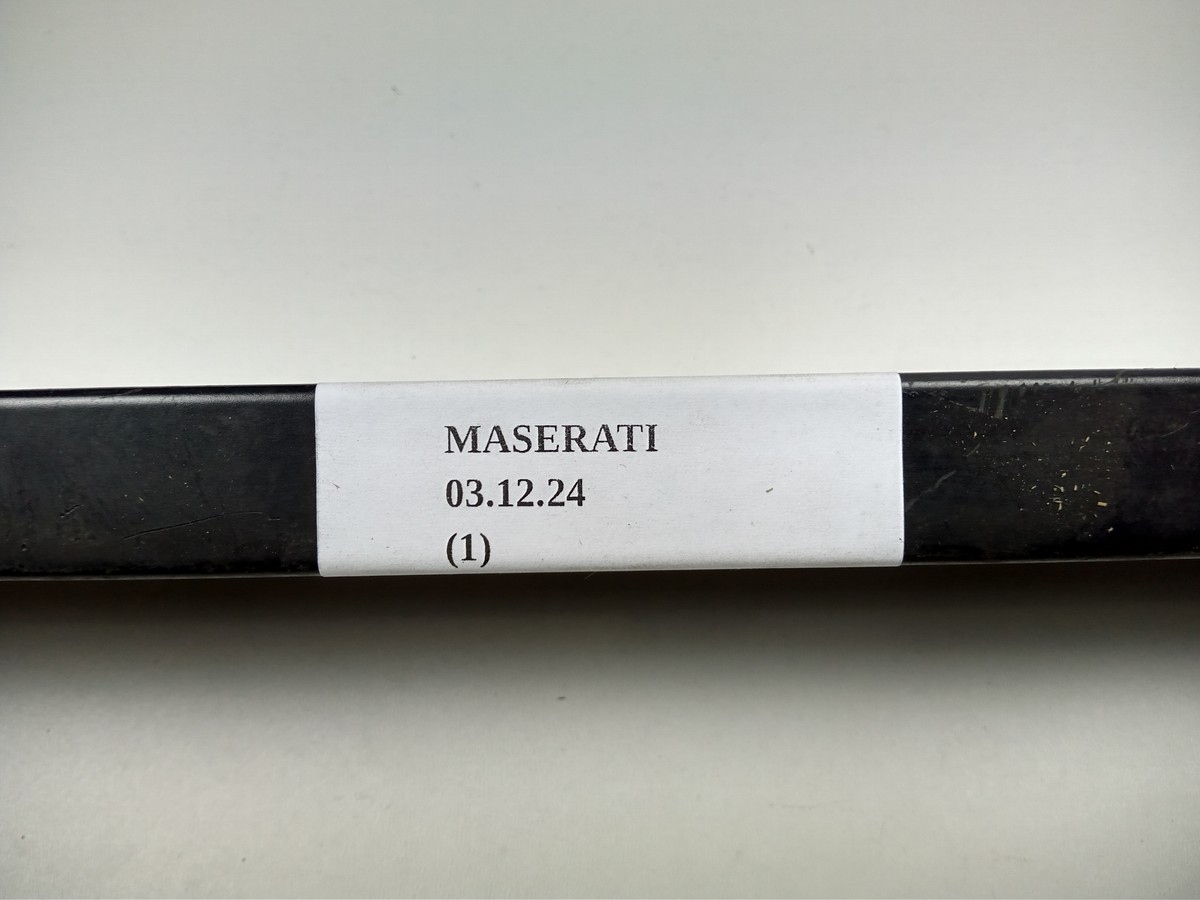 MASERATI
03.12.24
(1)